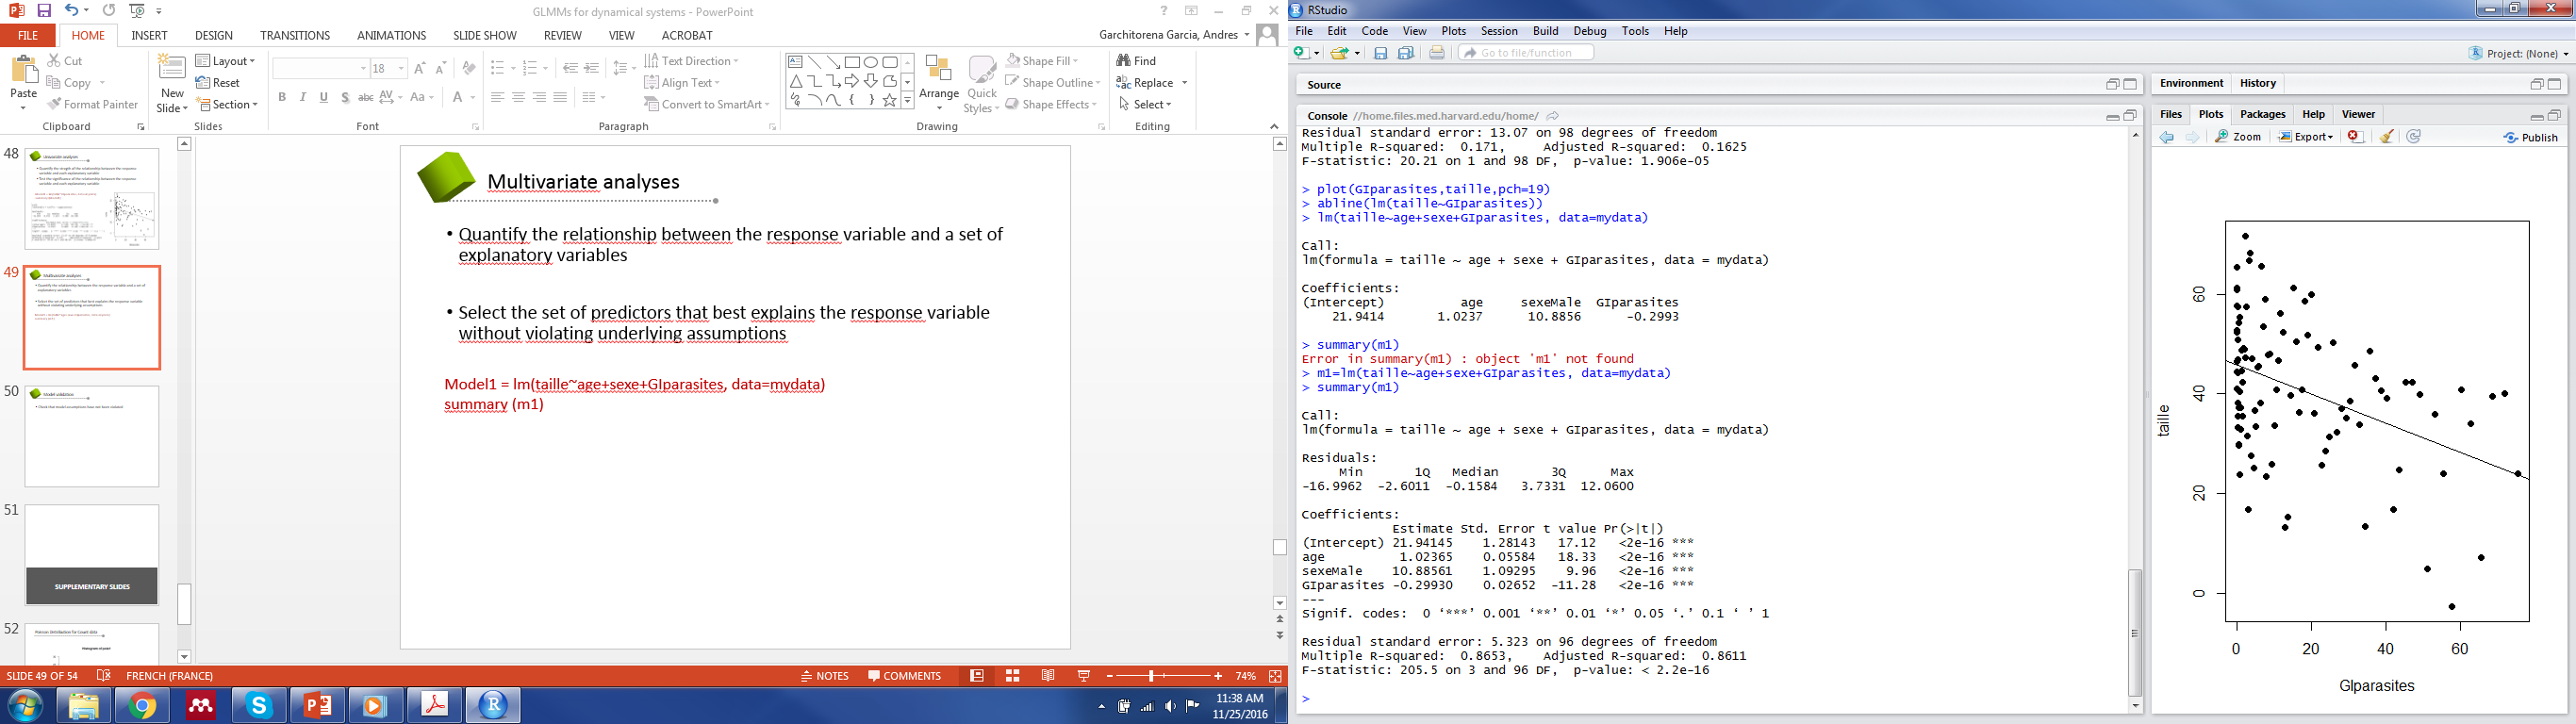 GLMMs for dynamical systems - PowerPoint
FILE HOME INSERT DESIGN TRANSITIONS ANIMATIONS SLIDE SHOW REVIEW VIEW ACROBAT
Garchitorena Garcia, Andres
Paste
Cut
Copy
Format Painter
Clipboard
New
Slide
Layout
Reset
Section
Slides
18
Font
Text Direction
Align Text
Convert to SmartArt
Paragraph
Arrange
Quick
Styles
Shape Fill
Shape Outline
Shape Effects
Drawing
Find
Replace
Select
Editing
48
49
50
51
SUPPLEMENTARY SLIDES
52
Multivariate analyses
• Quantify the relationship between the response variable and a set of
explanatory variables
• Select the set of predictors that best explains the response variable
without violating underlying assumptions
Model1 = lm(taille~age+sexe+GIparasites, data=mydata)
summary (m1)
SLIDE 49 OF 54 FRENCH (FRANCE) NOTES COMMENTS 74%
RStudio
File Edit Code View Plots Session Build Debug Tools Help
Go to file/function
Project: (None)
Source
Console //home.files.med.harvard.edu/home/
Residual standard error: 13.07 on 98 degrees of freedom
Multiple R-squared: 0.171, Adjusted R-squared: 0.1625
F-statistic: 20.21 on 1 and 98 DF, p-value: 1.906e-05
> plot(GIparasites,taille,pch=19)
> abline(lm(taille~GIparasites))
> lm(taille~age+sexe+GIparasites, data=mydata)
Call:
lm(formula = taille ~ age + sexe + GIparasites, data = mydata)
Coefficients:
(Intercept) age sexeMale GIparasites
21.9414 1.0237 10.8856 -0.2993
> summary(m1)
Error in summary(m1) : object 'm1' not found
> m1=lm(taille~age+sexe+GIparasites, data=mydata)
> summary(m1)
Call:
lm(formula = taille ~ age + sexe + GIparasites, data = mydata)
Residuals:
Min 1Q Median 3Q Max
-16.9962 -2.6011 -0.1584 3.7331 12.0600
Coefficients:
Estimate Std. Error t value Pr(>|t|)
(Intercept) 21.94145 1.28143 17.12 <2e-16 ***
age 1.02365 0.05584 18.33 <2e-16 ***
sexeMale 10.88561 1.09295 9.96 <2e-16 ***
GIparasites -0.29930 0.02652 -11.28 <2e-16 ***
---
Signif. codes: 0 ‘***’ 0.001 ‘**’ 0.01 ‘*’ 0.05 ‘.’ 0.1 ‘ ’ 1
Residual standard error: 5.323 on 96 degrees of freedom
Multiple R-squared: 0.8653, Adjusted R-squared: 0.8611
F-statistic: 205.5 on 3 and 96 DF, p-value: < 2.2e-16
>
Environment History
Files Plots Packages Help Viewer
Zoom Export Publish
taille
60
40
20
0
0 20 40 60
GIparasites
11:38 AM
11/25/2016